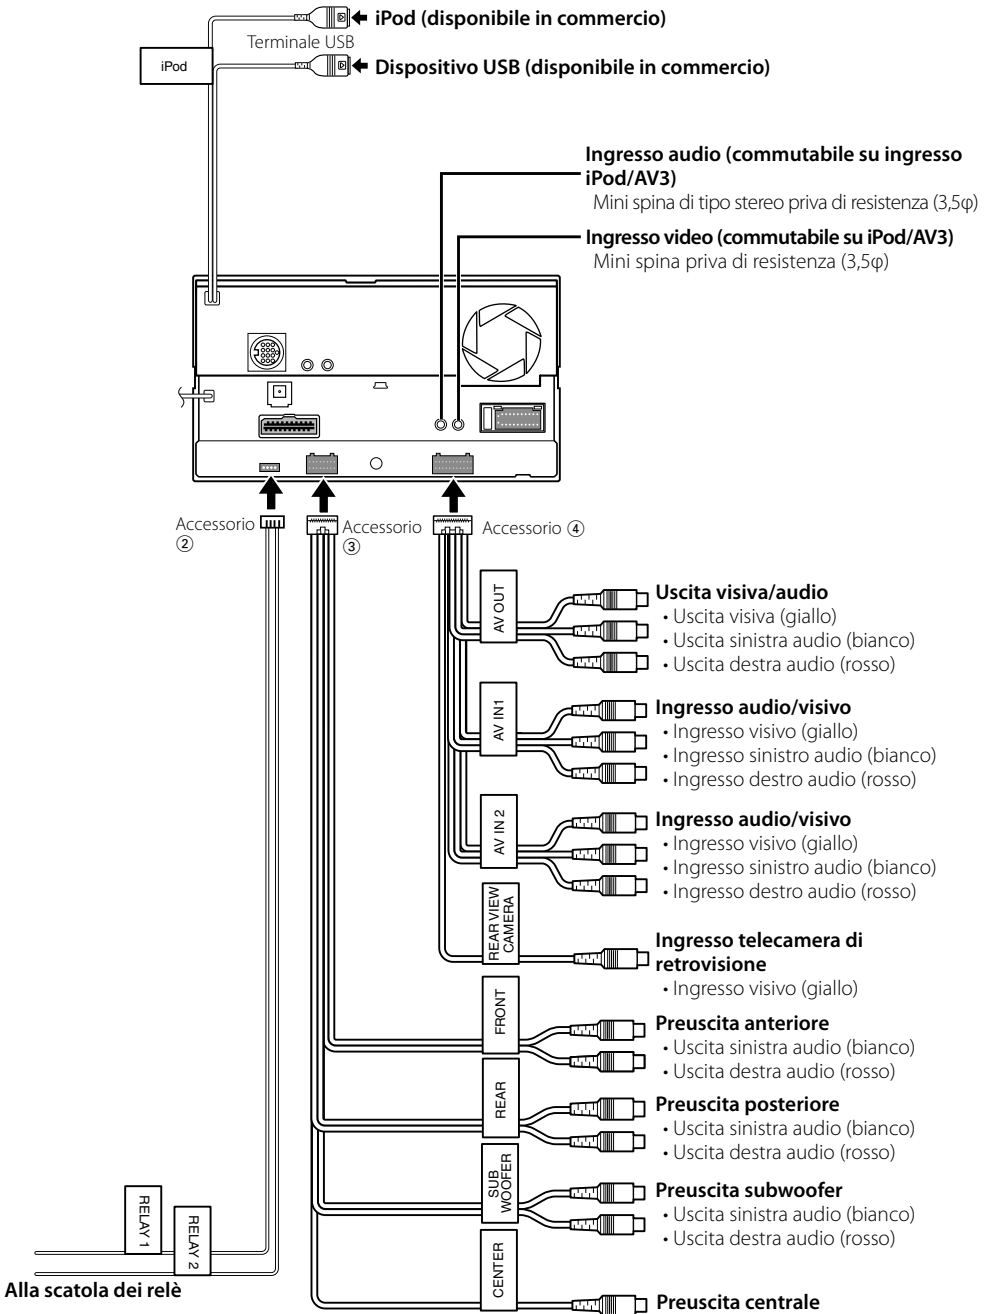 iPod (disponibile in commercio)
Terminale USB
iPod
Dispositivo USB (disponibile in commercio)
Ingresso audio (commutabile su ingresso
iPod/AV3)
Mini spina di tipo stereo priva di resistenza (3,5φ)
Ingresso video (commutabile su iPod/AV3)
Mini spina priva di resistenza (3,5φ)
Accessorio
②
Accessorio
③
Accessorio ④
AV OUT
Uscita visiva/audio
• Uscita visiva (giallo)
• Uscita sinistra audio (bianco)
• Uscita destra audio (rosso)
AV IN1
Ingresso audio/visivo
• Ingresso visivo (giallo)
• Ingresso sinistro audio (bianco)
• Ingresso destro audio (rosso)
AV IN 2
Ingresso audio/visivo
• Ingresso visivo (giallo)
• Ingresso sinistro audio (bianco)
• Ingresso destro audio (rosso)
REAR VIEW
CAMERA
Ingresso telecamera di
retrovisione
• Ingresso visivo (giallo)
FRONT
Preuscita anteriore
• Uscita sinistra audio (bianco)
• Uscita destra audio (rosso)
REAR
Preuscita posteriore
• Uscita sinistra audio (bianco)
• Uscita destra audio (rosso)
SUB
WOOFER
Preuscita subwoofer
• Uscita sinistra audio (bianco)
• Uscita destra audio (rosso)
RELAY 1
RELAY 2
Alla scatola dei relè
CENTER
Preuscita centrale